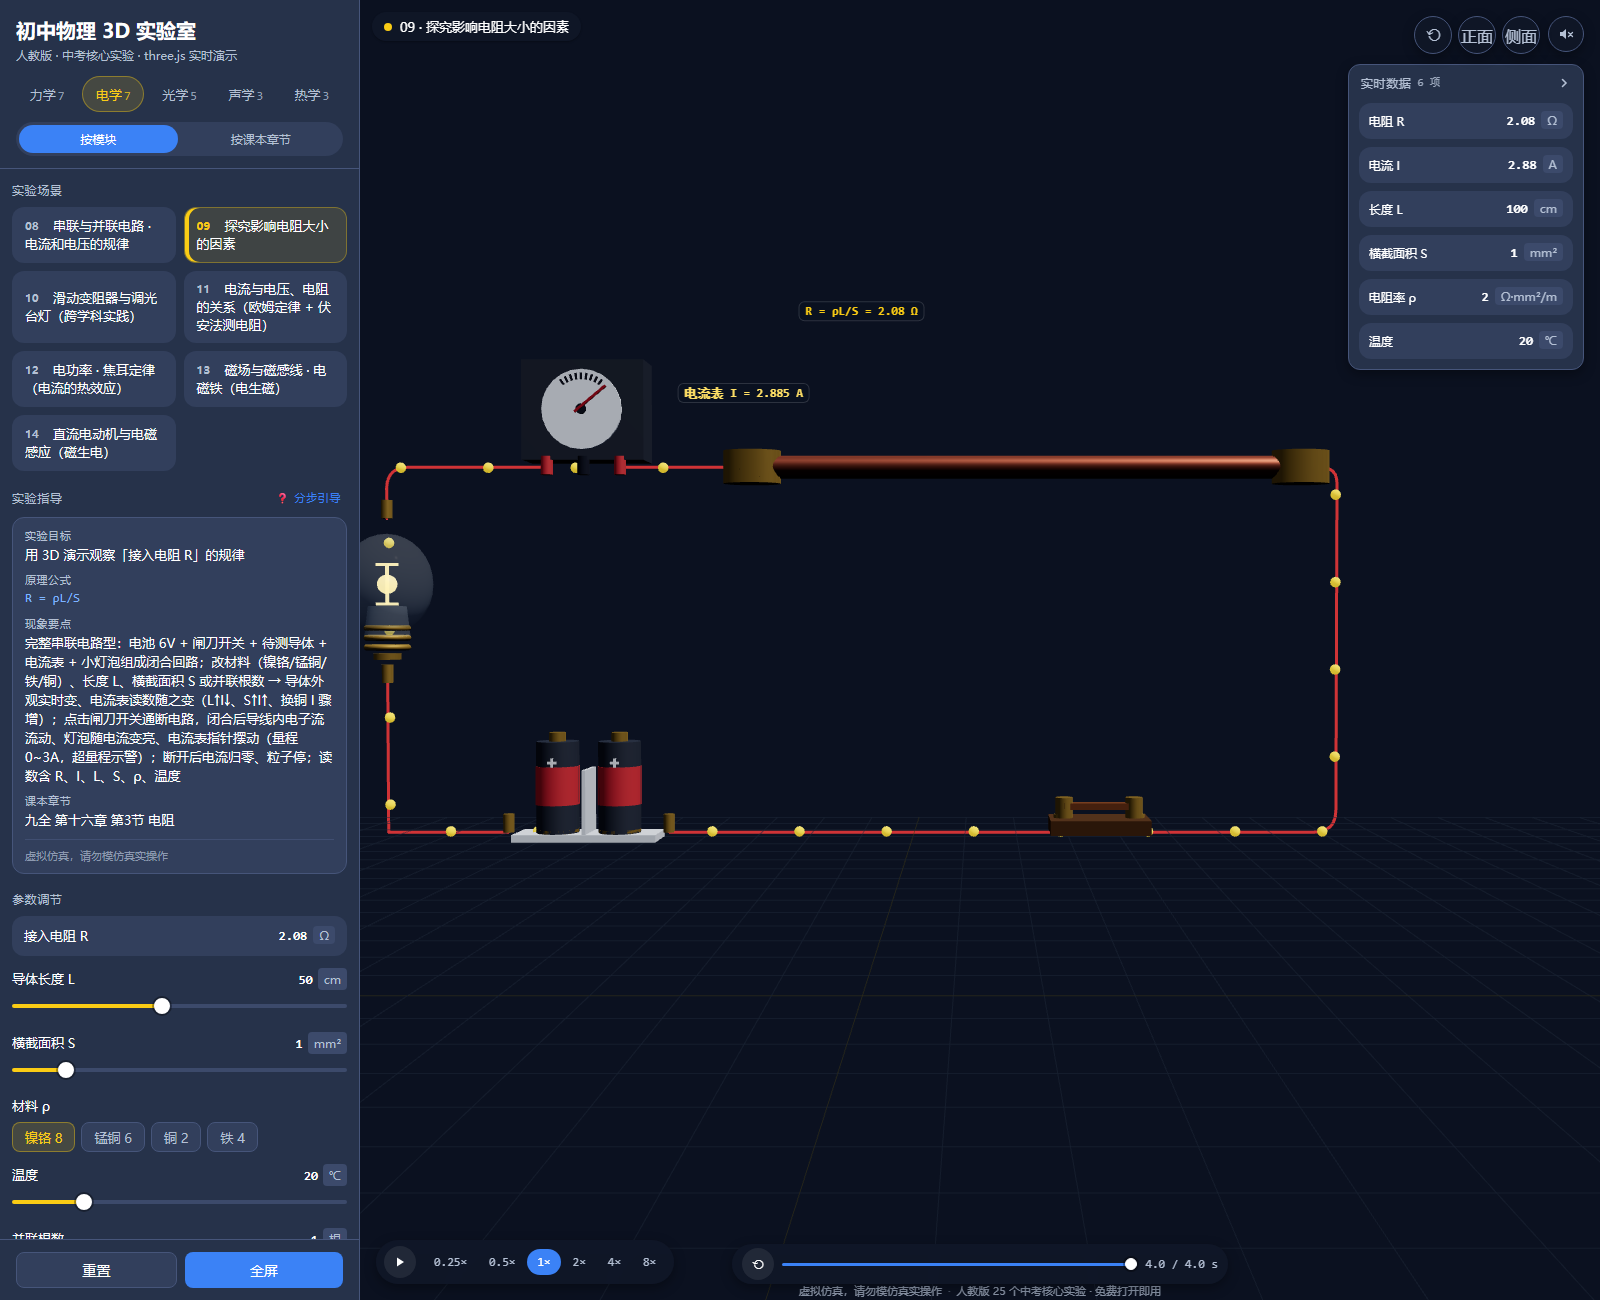 初中物理 3D 实验室
人教版 · 中考核心实验 · three.js 实时演示
力学 7
电学 7
光学 5
声学 3
热学 3
按模块
按课本章节
实验场景
08 串联与并联电路 ·
电流和电压的规律
09 探究影响电阻大小
的因素
10 滑动变阻器与调光
台灯（跨学科实践）
11 电流与电压、电阻
的关系（欧姆定律 + 伏
安法测电阻）
12 电功率 · 焦耳定律
（电流的热效应）
13 磁场与磁感线 · 电
磁铁（电生磁）
14 直流电动机与电磁
感应（磁生电）
实验指导
❓ 分步引导
实验目标
用 3D 演示观察「接入电阻 R」的规律
原理公式
R = ρL/S
现象要点
完整串联电路型：电池 6V + 闸刀开关 + 待测导体 +
电流表 + 小灯泡组成闭合回路；改材料（镍铬/锰铜/
铁/铜）、长度 L、横截面积 S 或并联根数 → 导体外
观实时变、电流表读数随之变（L↑I↓、S↑I↑、换铜 I 骤
增）；点击闸刀开关通断电路，闭合后导线内电子流
流动、灯泡随电流变亮、电流表指针摆动（量程
0~3A，超量程示警）；断开后电流归零、粒子停；读
数含 R、I、L、S、ρ、温度
课本章节
九全 第十六章 第3节 电阻
虚拟仿真，请勿模仿真实操作
参数调节
接入电阻 R 2.08 Ω
导体长度 L 50 cm
横截面积 S 1 mm²
材料 ρ
镍铬 8
锰铜 6
铜 2
铁 4
温度 20 ℃
并联根数 1 根
重置
全屏
09 · 探究影响电阻大小的因素
正面
侧面
实时数据 6 项
电阻 R 2.08 Ω
电流 I 2.88 A
长度 L 100 cm
横截面积 S 1 mm²
电阻率 ρ 2 Ω·mm²/m
温度 20 ℃
R = ρL/S = 2.08 Ω
电流表 I = 2.885 A
0.25×
0.5×
1×
2×
4×
8×
4.0 / 4.0 s
虚拟仿真，请勿模仿真实操作 · 人教版 25 个中考核心实验 · 免费打开即用